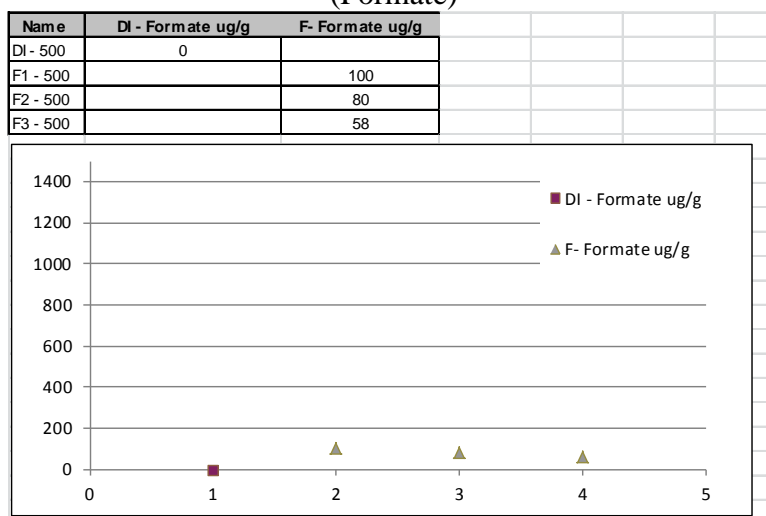 (Formate)
Name DI - Formate ug/g F- Formate ug/g
DI - 500 0
F1 - 500 100
F2 - 500 80
F3 - 500 58
1400
1200
1000
800
600
400
200
0
DI - Formate ug/g
F- Formate ug/g
0 1 2 3 4 5